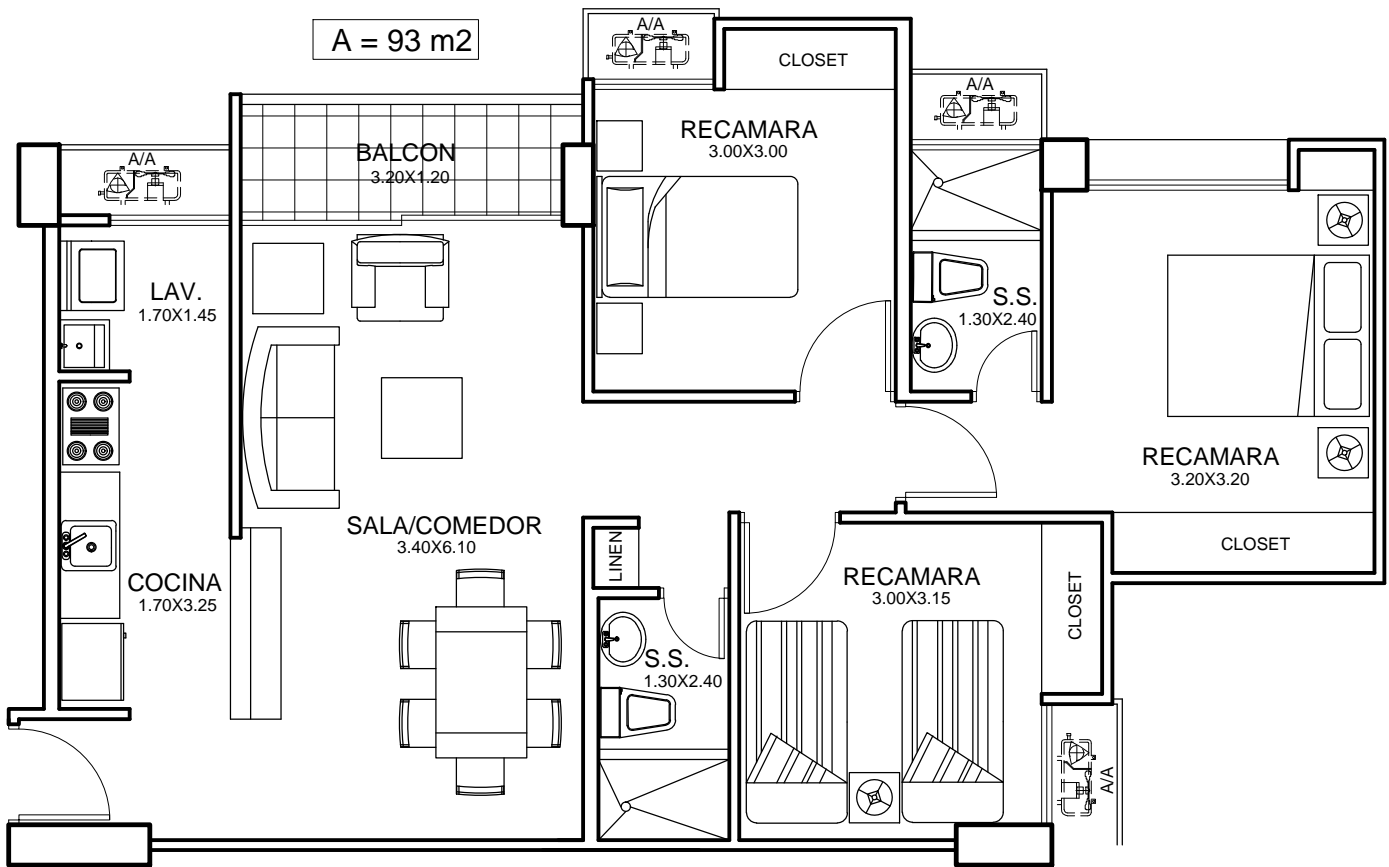 A = 93 m2
A/A
CLOSET
A/A
RECAMARA
3.00X3.00
A/A
BALCON
3.20X1.20
LAV.
1.70X1.45
S.S.
1.30X2.40
RECAMARA
3.20X3.20
SALA/COMEDOR
3.40X6.10
LINEN
CLOSET
COCINA
1.70X3.25
RECAMARA
3.00X3.15
CLOSET
S.S.
1.30X2.40
A/A